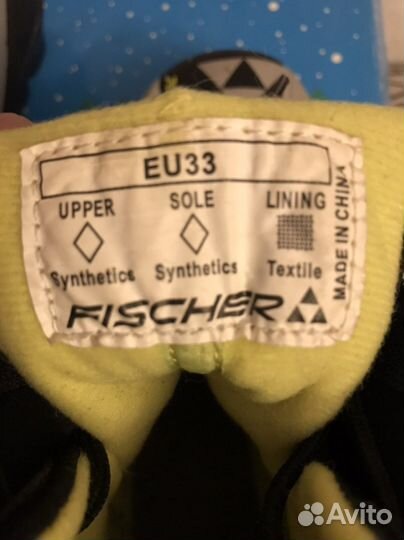 EU33
UPPER SOLE LINING
Synthetics Synthetics Textile
FISCHER
MADE IN CHINA
Avito